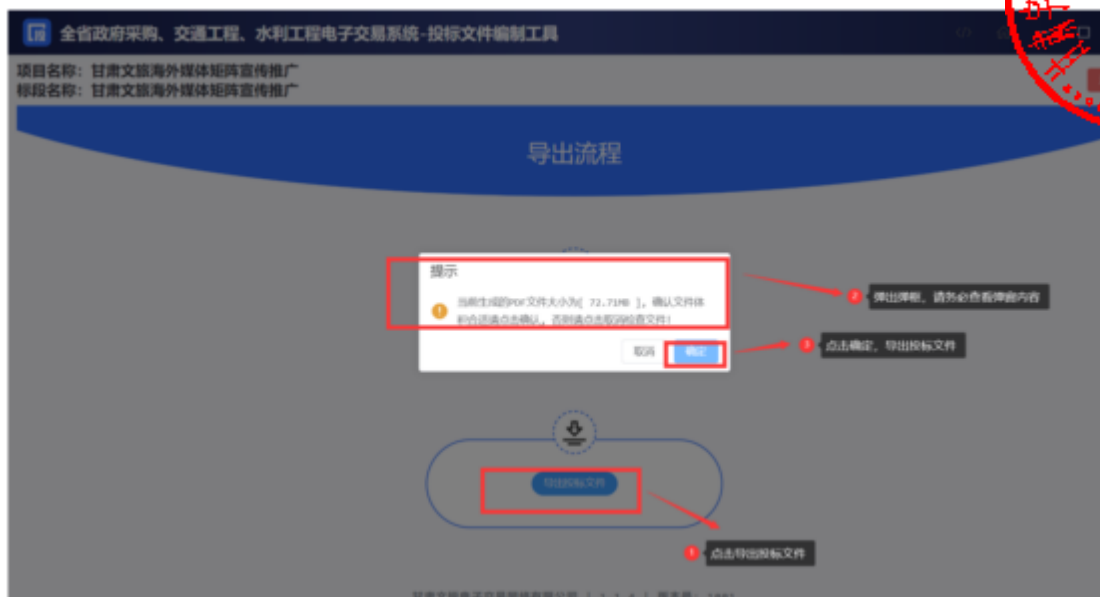 投 全省政府采购、交通工程、水利工程电子交易系统-投标文件编制工具
项目名称：甘肃文旅海外媒体矩阵宣传推广
标段名称：甘肃文旅海外媒体矩阵宣传推广
导出流程
提示
当前生成的PDF文件大小为[ 72.71MB ]，确认文件体
积合适请点击确认，否则请点击取消检查文件！
取消 确定
2 弹出弹框，请务必查看弹窗内容
3 点击确定，导出投标文件
导出投标文件
1 点击导出投标文件